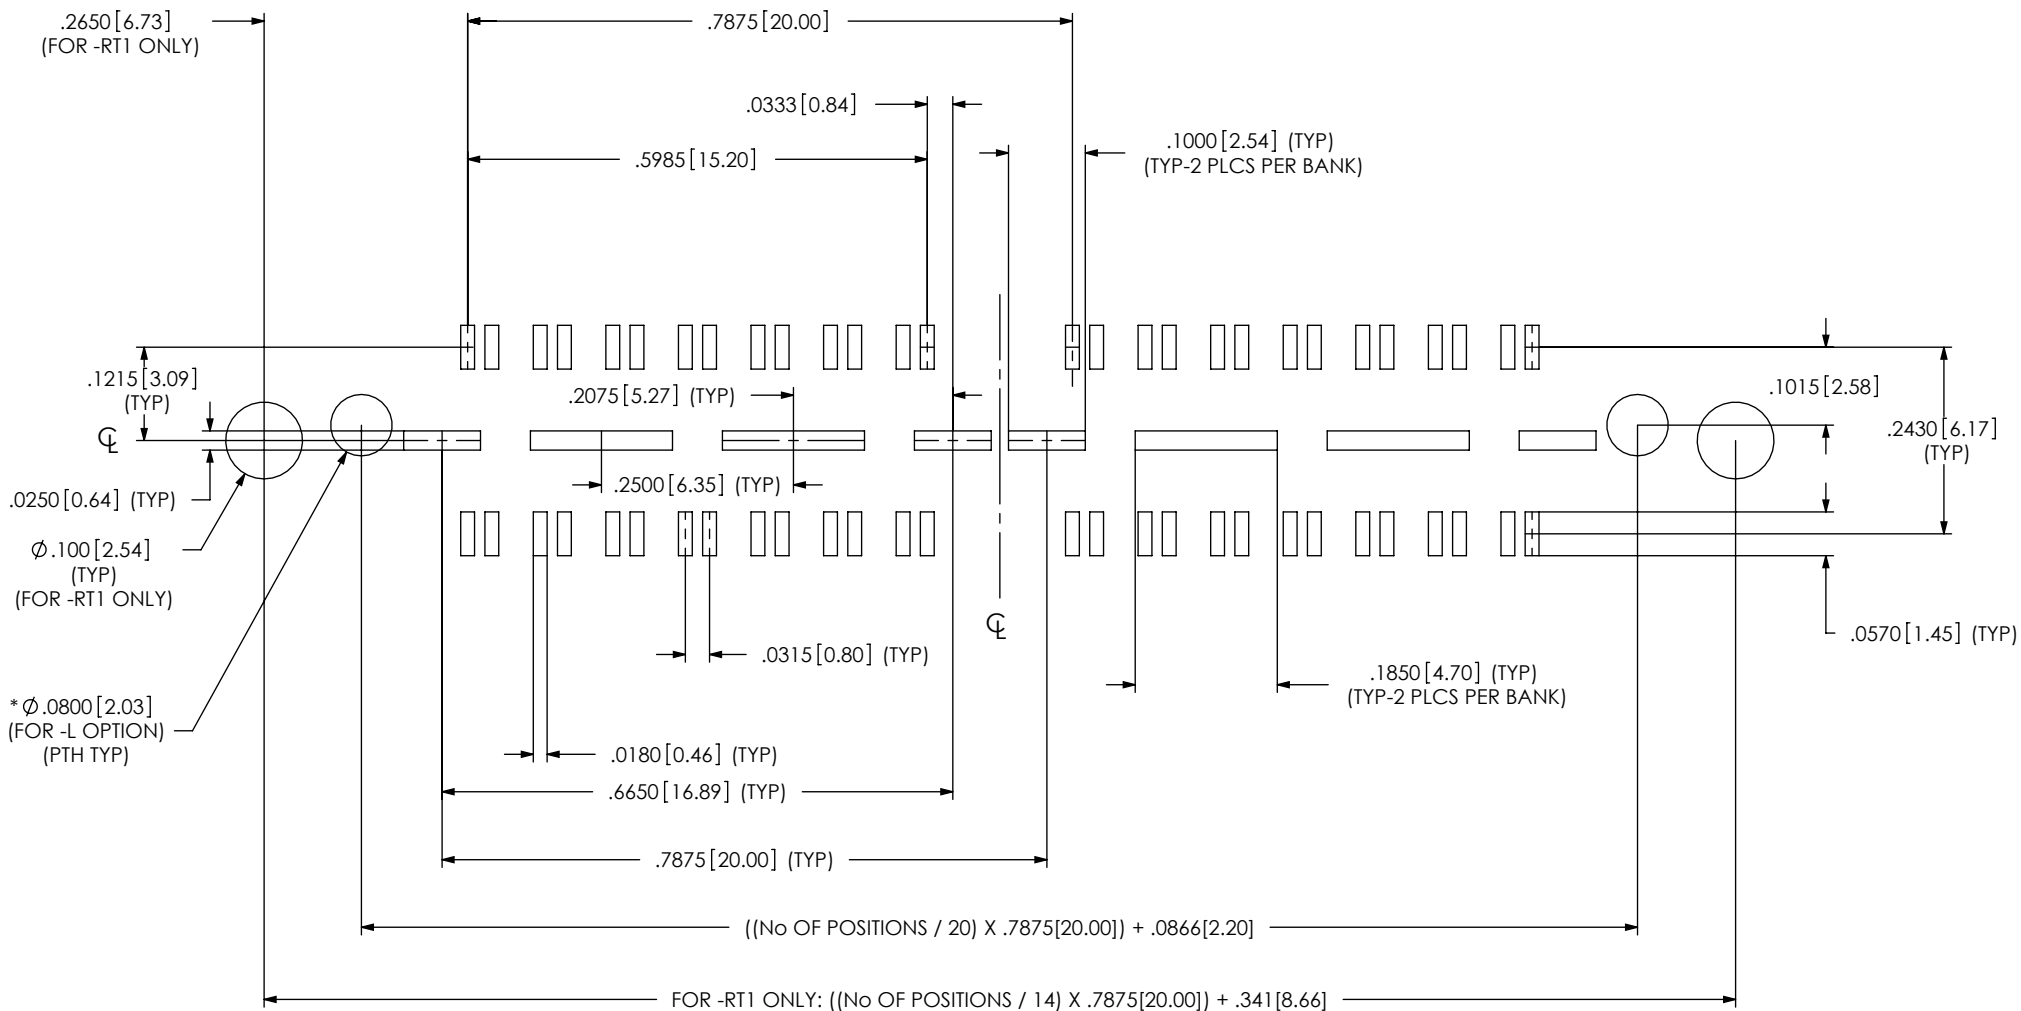 .2650[6.73]
(FOR -RT1 ONLY)
.7875[20.00]
.0333[0.84]
.5985[15.20]
.1000[2.54] (TYP)
(TYP-2 PLCS PER BANK)
.1215[3.09]
(TYP)
.2075[5.27] (TYP)
.1015[2.58]
℄
.2430[6.17]
(TYP)
.0250[0.64] (TYP)
.2500[6.35] (TYP)
Ø.100[2.54]
(TYP)
(FOR -RT1 ONLY)
℄
.0570[1.45] (TYP)
.0315[0.80] (TYP)
.1850[4.70] (TYP)
(TYP-2 PLCS PER BANK)
*Ø.0800[2.03]
(FOR -L OPTION)
(PTH TYP)
.0180[0.46] (TYP)
.6650[16.89] (TYP)
.7875[20.00] (TYP)
((No OF POSITIONS / 20) X .7875[20.00]) + .0866[2.20]
FOR -RT1 ONLY: ((No OF POSITIONS / 14) X .7875[20.00]) + .341[8.66]